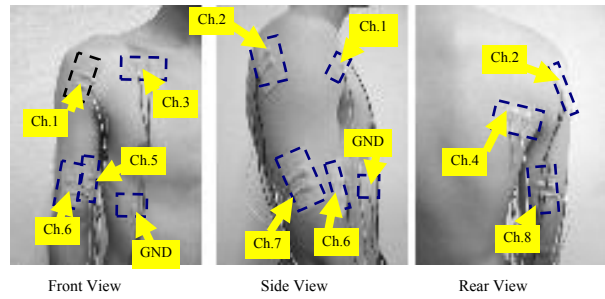 Ch.1
Ch.3
Ch.5
Ch.6
GND
Ch.2
Ch.1
GND
Ch.7
Ch.6
Ch.2
Ch.4
Ch.8
Front View
Side View
Rear View